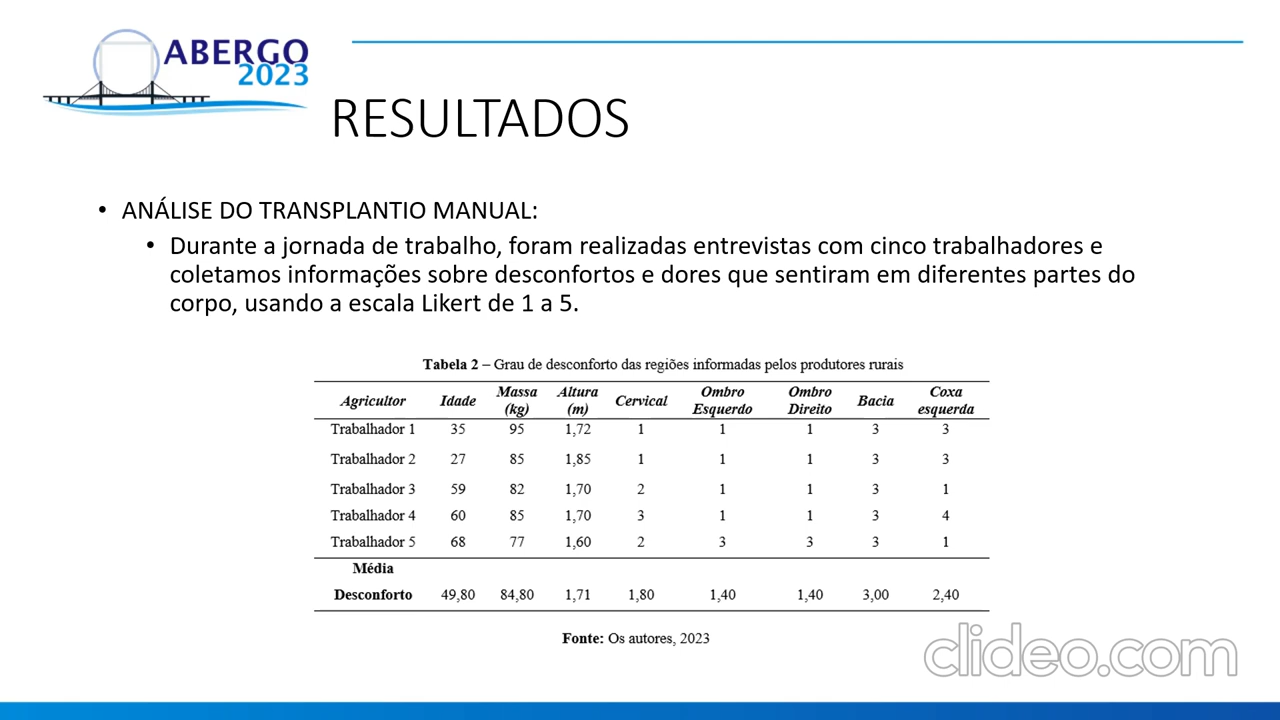 ABERGO
2023
RESULTADOS
• ANÁLISE DO TRANSPLANTIO MANUAL:
• Durante a jornada de trabalho, foram realizadas entrevistas com cinco trabalhadores e
coletamos informações sobre desconfortos e dores que sentiram em diferentes partes do
corpo, usando a escala Likert de 1 a 5.
Tabela 2 – Grau de desconforto das regiões informadas pelos produtores rurais
Agricultor Idade Massa (kg) Altura (m) Cervical Ombro Esquerdo Ombro Direito Bacia Coxa esquerda
Trabalhador 1 35 95 1,72 1 1 1 3 3
Trabalhador 2 27 85 1,85 1 1 1 3 3
Trabalhador 3 59 82 1,70 2 1 1 3 1
Trabalhador 4 60 85 1,70 3 1 1 3 4
Trabalhador 5 68 77 1,60 2 3 3 3 1
Média
Desconforto 49,80 84,80 1,71 1,80 1,40 1,40 3,00 2,40
Fonte: Os autores, 2023
clideo.com